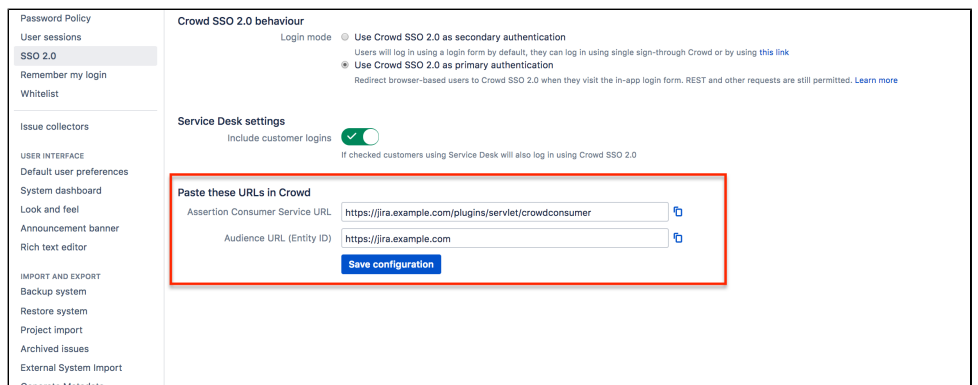 Password Policy
User sessions
SSO 2.0
Remember my login
Whitelist
Issue collectors
USER INTERFACE
Default user preferences
System dashboard
Look and feel
Announcement banner
Rich text editor
IMPORT AND EXPORT
Backup system
Restore system
Project import
Archived issues
External System Import
Crowd SSO 2.0 behaviour
Login mode Use Crowd SSO 2.0 as secondary authentication
Users will log in using a login form by default, they can log in using single sign-through Crowd or by using this link
Use Crowd SSO 2.0 as primary authentication
Redirect browser-based users to Crowd SSO 2.0 when they visit the in-app login form. REST and other requests are still permitted. Learn more
Service Desk settings
Include customer logins
If checked customers using Service Desk will also log in using Crowd SSO 2.0
Paste these URLs in Crowd
Assertion Consumer Service URL https://jira.example.com/plugins/servlet/crowdconsumer
Audience URL (Entity ID) https://jira.example.com
Save configuration